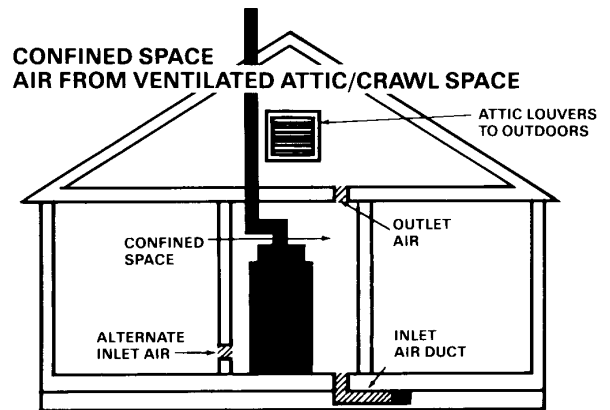 CONFINED SPACE
AIR FROM VENTILATED ATTIC/CRAWL SPACE
ATTIC LOUVERS
TO OUTDOORS
OUTLET
AIR
CONFINED
SPACE
ALTERNATE
INLET AIR
INLET
AIR DUCT